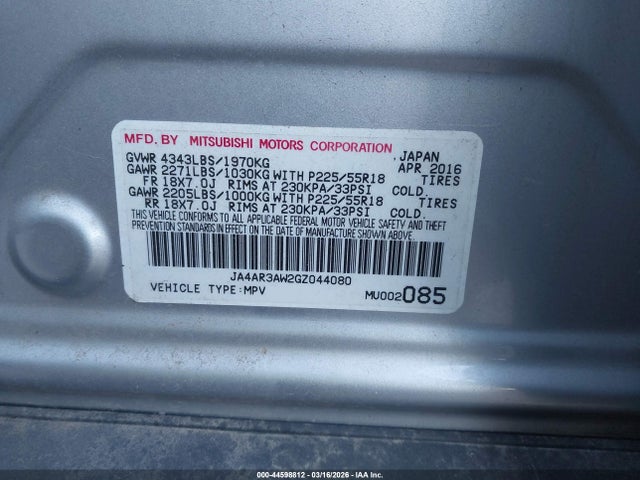 MFD. BY MITSUBISHI MOTORS CORPORATION, JAPAN
GVWR 4343LBS/1970KG APR 2016
GAWR 2271LBS/1030KG WITH P225/55R18 TIRES
FR 18X7.0J RIMS AT 230KPA/33PSI COLD.
GAWR 2205LBS/1000KG WITH P225/55R18 TIRES
RR 18X7.0J RIMS AT 230KPA/33PSI COLD.
THIS VEHICLE CONFORMS TO ALL APPLICABLE FEDERAL MOTOR VEHICLE SAFETY AND THEFT
PREVENTION STANDARDS IN EFFECT ON THE DATE OF MANUFACTURE SHOWN ABOVE.
JA4AR3AW2GZ044080
VEHICLE TYPE:MPV MU002085
000-44598812 - 03/16/2026 - IAA Inc.